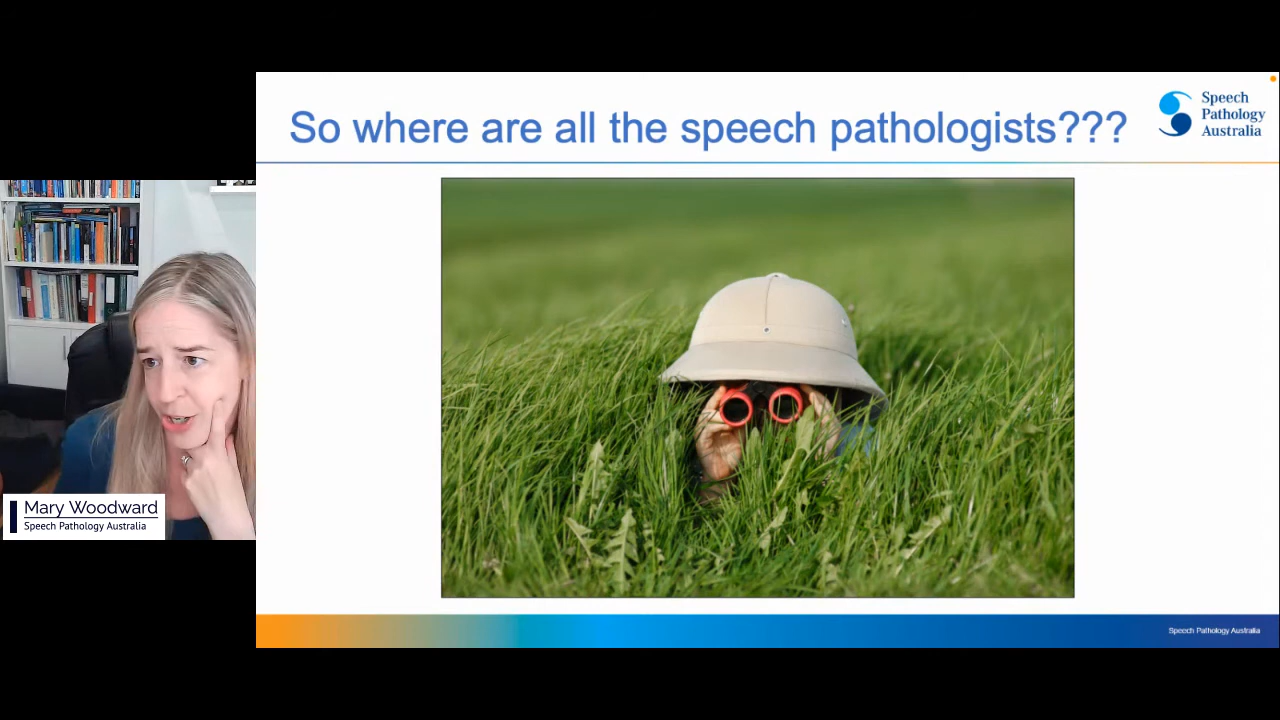 So where are all the speech pathologists???
Speech
Pathology
Australia
Mary Woodward
Speech Pathology Australia
Speech Pathology Australia